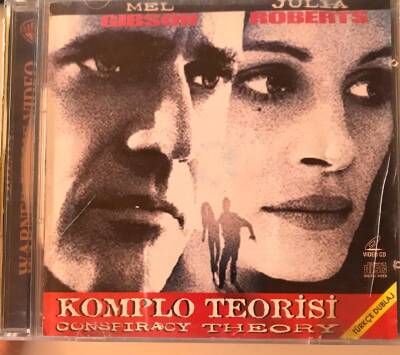 MEL
GIBSON
JULIA
ROBERTS
KOMPLO TEORİSİ
CONSPIRACY THEORY
VIDEO CD
TÜRKÇE DUBLAJ